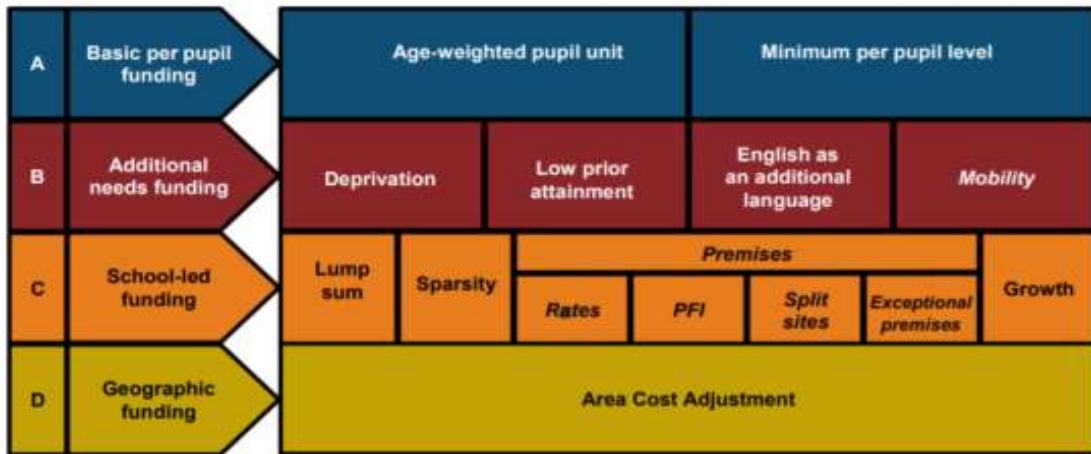 A
Basic per pupil
funding
Age-weighted pupil unit
Minimum per pupil level
B
Additional
needs funding
Deprivation
Low prior
attainment
English as
an additional
language
Mobility
C
School-led
funding
Lump
sum
Sparsity
Premises
Rates
PFI
Split
sites
Exceptional
premises
Growth
D
Geographic
funding
Area Cost Adjustment